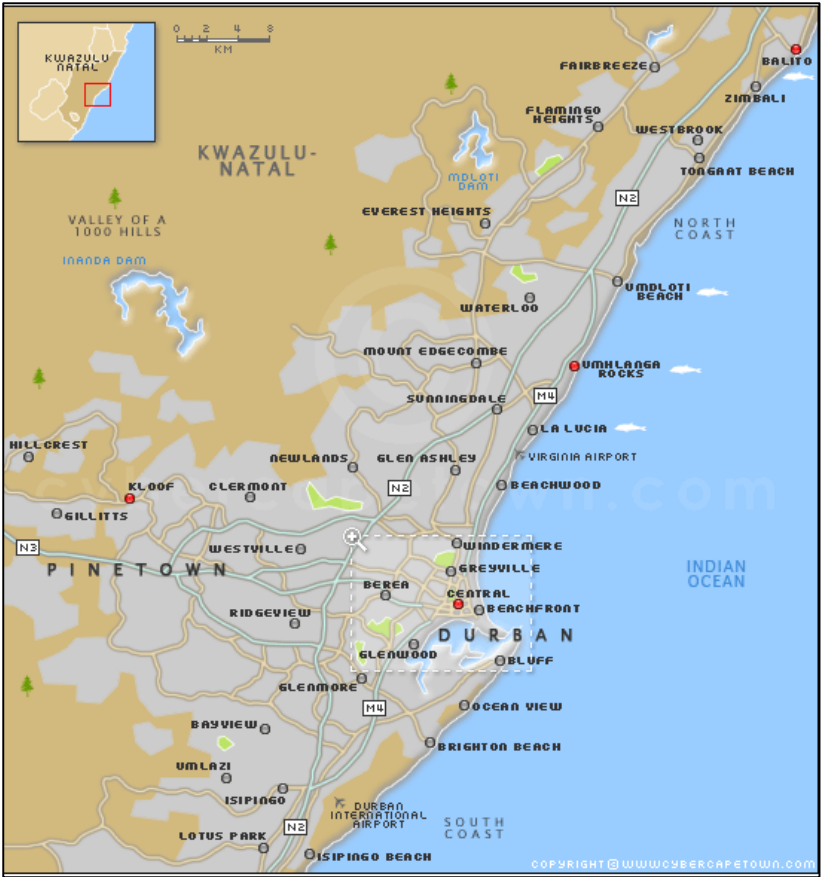 KWAZULU
NATAL
0 2 4 8
KM
BALITO
FAIRBREEZE
ZIMBALI
FLAMINGO
HEIGHTS
WESTBROOK
KWAZULU-
NATAL
TONGAAT BEACH
MDLOTI
DAM
N2
EVEREST HEIGHTS
VALLEY OF A
1000 HILLS
NORTH
COAST
INANDA DAM
UMDLOTI
BEACH
WATERLOO
MOUNT EDGECOMBE
UMHLANGA
ROCKS
SUNNINGDALE
M4
LA LUCIA
HILLCREST
NEWLANDS
GLEN ASHLEY
VIRGINIA AIRPORT
KLOOF
CLERMONT
N2
BEACHWOOD
cybercapetown.com
GILLITTS
N3
WESTVILLE
WINDERMERE
PINETOWN
GREYVILLE
INDIAN
OCEAN
BEREA
CENTRAL
RIDGEVIEW
BEACHFRONT
DURBAN
GLENWOOD
BLUFF
GLENMORE
M4
OCEAN VIEW
BAYVIEW
BRIGHTON BEACH
UMLAZI
ISIPINGO
DURBAN
INTERNATIONAL
AIRPORT
N2
SOUTH
COAST
LOTUS PARK
ISIPINGO BEACH
COPYRIGHT © WWW.CYBERCAPETOWN.COM